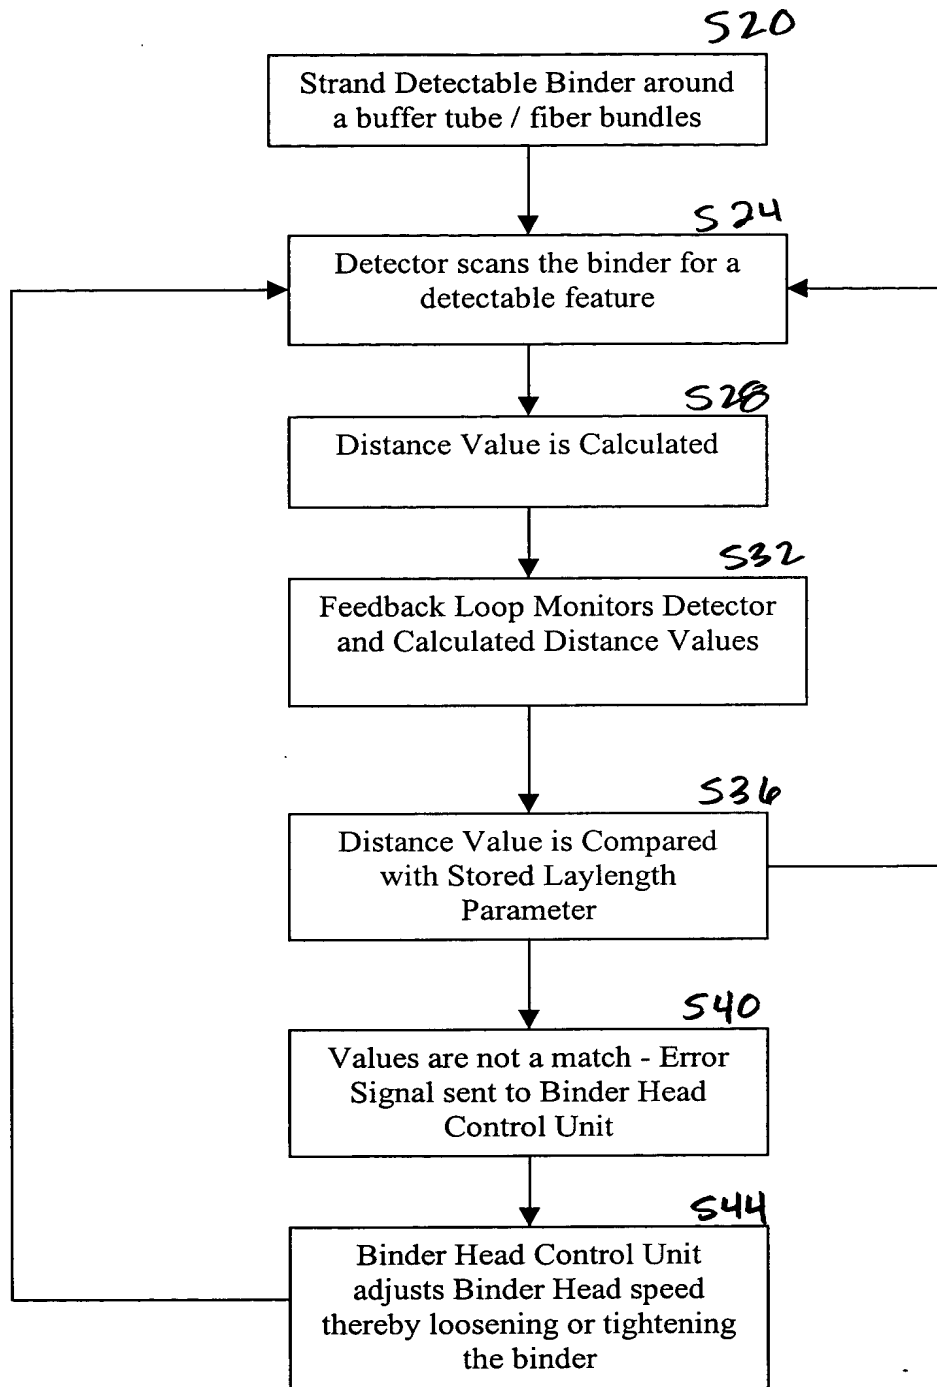 S20
Strand Detectable Binder around
a buffer tube / fiber bundles
S24
Detector scans the binder for a
detectable feature
S28
Distance Value is Calculated
S32
Feedback Loop Monitors Detector
and Calculated Distance Values
S36
Distance Value is Compared
with Stored Laylength
Parameter
S40
Values are not a match - Error
Signal sent to Binder Head
Control Unit
S44
Binder Head Control Unit
adjusts Binder Head speed
thereby loosening or tightening
the binder